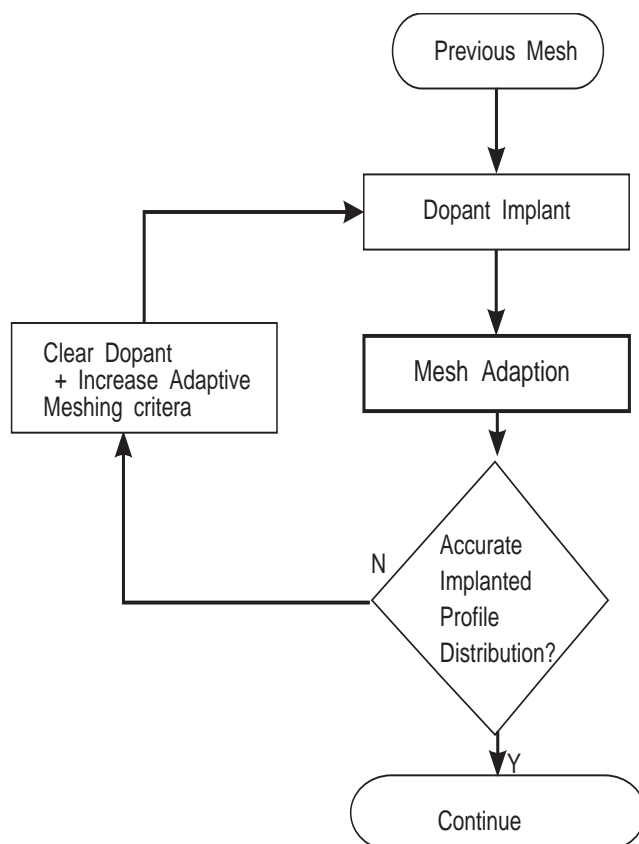 Previous Mesh
Dopant Implant
Clear Dopant
+ Increase Adaptive
Meshing critera
Mesh Adaption
N
Accurate
Implanted
Profile
Distribution?
Y
Continue